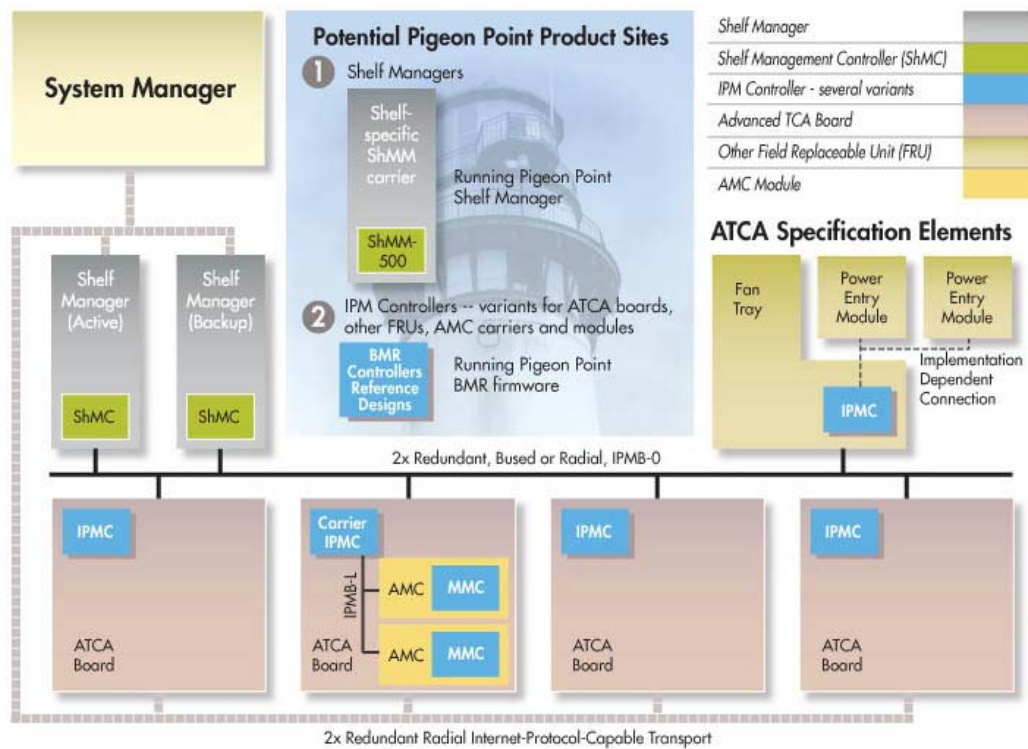 System Manager
Potential Pigeon Point Product Sites
1 Shelf Managers
Shelf-
specific
ShMM
carrier
ShMM-
500
Running Pigeon Point
Shelf Manager
2 IPM Controllers -- variants for ATCA boards,
other FRUs, AMC carriers and modules
BMR
Controllers
Reference
Designs
Running Pigeon Point
BMR firmware
Shelf Manager
Shelf Management Controller (ShMC)
IPM Controller - several variants
Advanced TCA Board
Other Field Replaceable Unit (FRU)
AMC Module
ATCA Specification Elements
Fan
Tray
Power
Entry
Module
Power
Entry
Module
Implementation
Dependent
Connection
IPMC
Shelf
Manager
(Active)
ShMC
Shelf
Manager
(Backup)
ShMC
2x Redundant, Bused or Radial, IPMB-0
IPMC
ATCA
Board
Carrier
IPMC
IPMB-L
AMC MMC
AMC MMC
ATCA
Board
IPMC
ATCA
Board
IPMC
ATCA
Board
2x Redundant Radial Internet-Protocol-Capable Transport